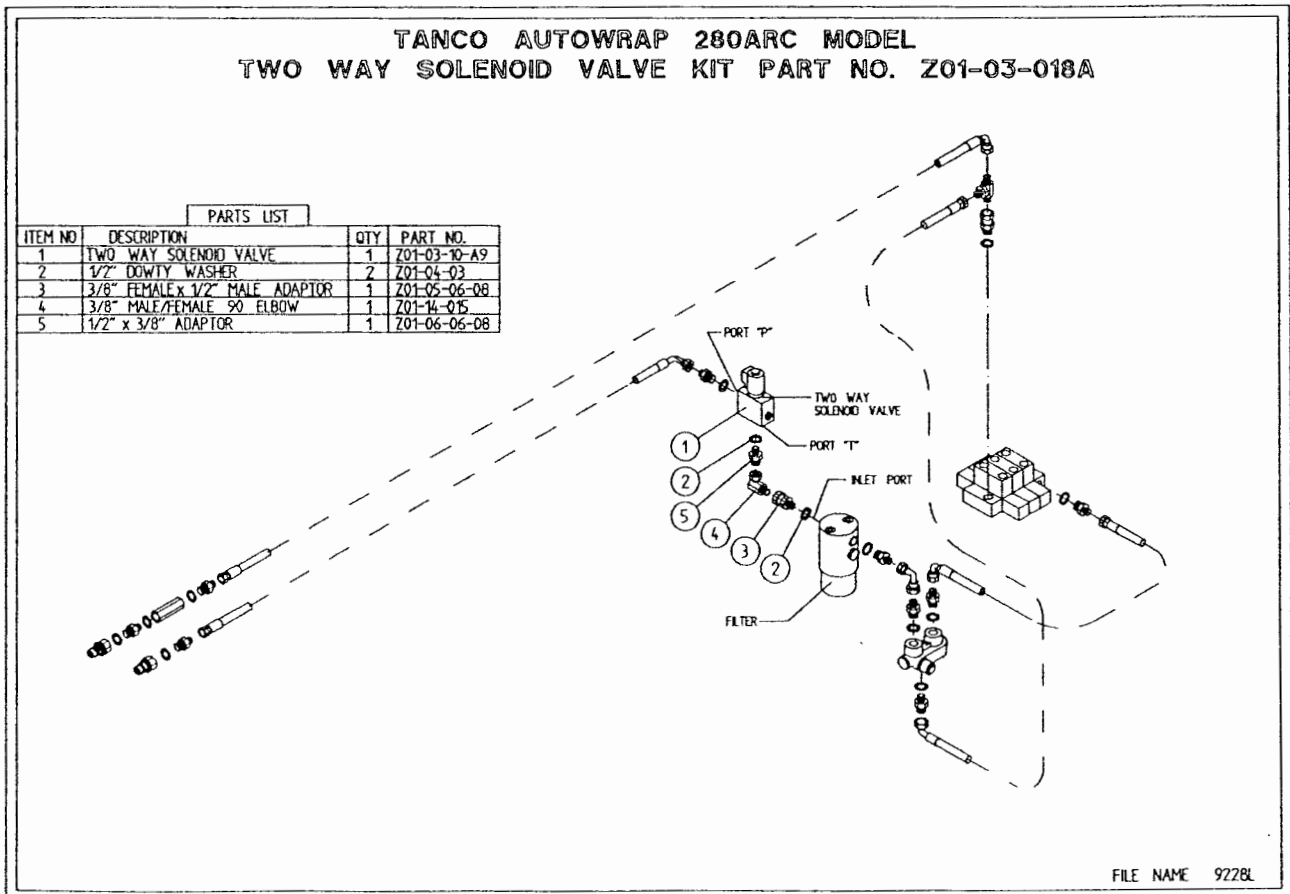 TANCO AUTOWRAP 280ARC MODEL
TWO WAY SOLENOID VALVE KIT PART NO. Z01-03-018A
PARTS LIST
ITEM NO DESCRIPTION QTY PART NO.
1 TWO WAY SOLENOID VALVE 1 Z01-03-10-A9
2 1/2" DOWTY WASHER 2 Z01-04-03
3 3/8" FEMALE x 1/2" MALE ADAPTOR 1 Z01-05-06-08
4 3/8" MALE/FEMALE 90 ELBOW 1 Z01-14-015
5 1/2" x 3/8" ADAPTOR 1 Z01-06-06-08
PORT "P"
TWO WAY
SOLENOID VALVE
1
PORT "T"
2
INLET PORT
5
4
3
2
FILTER
FILE NAME 9228L